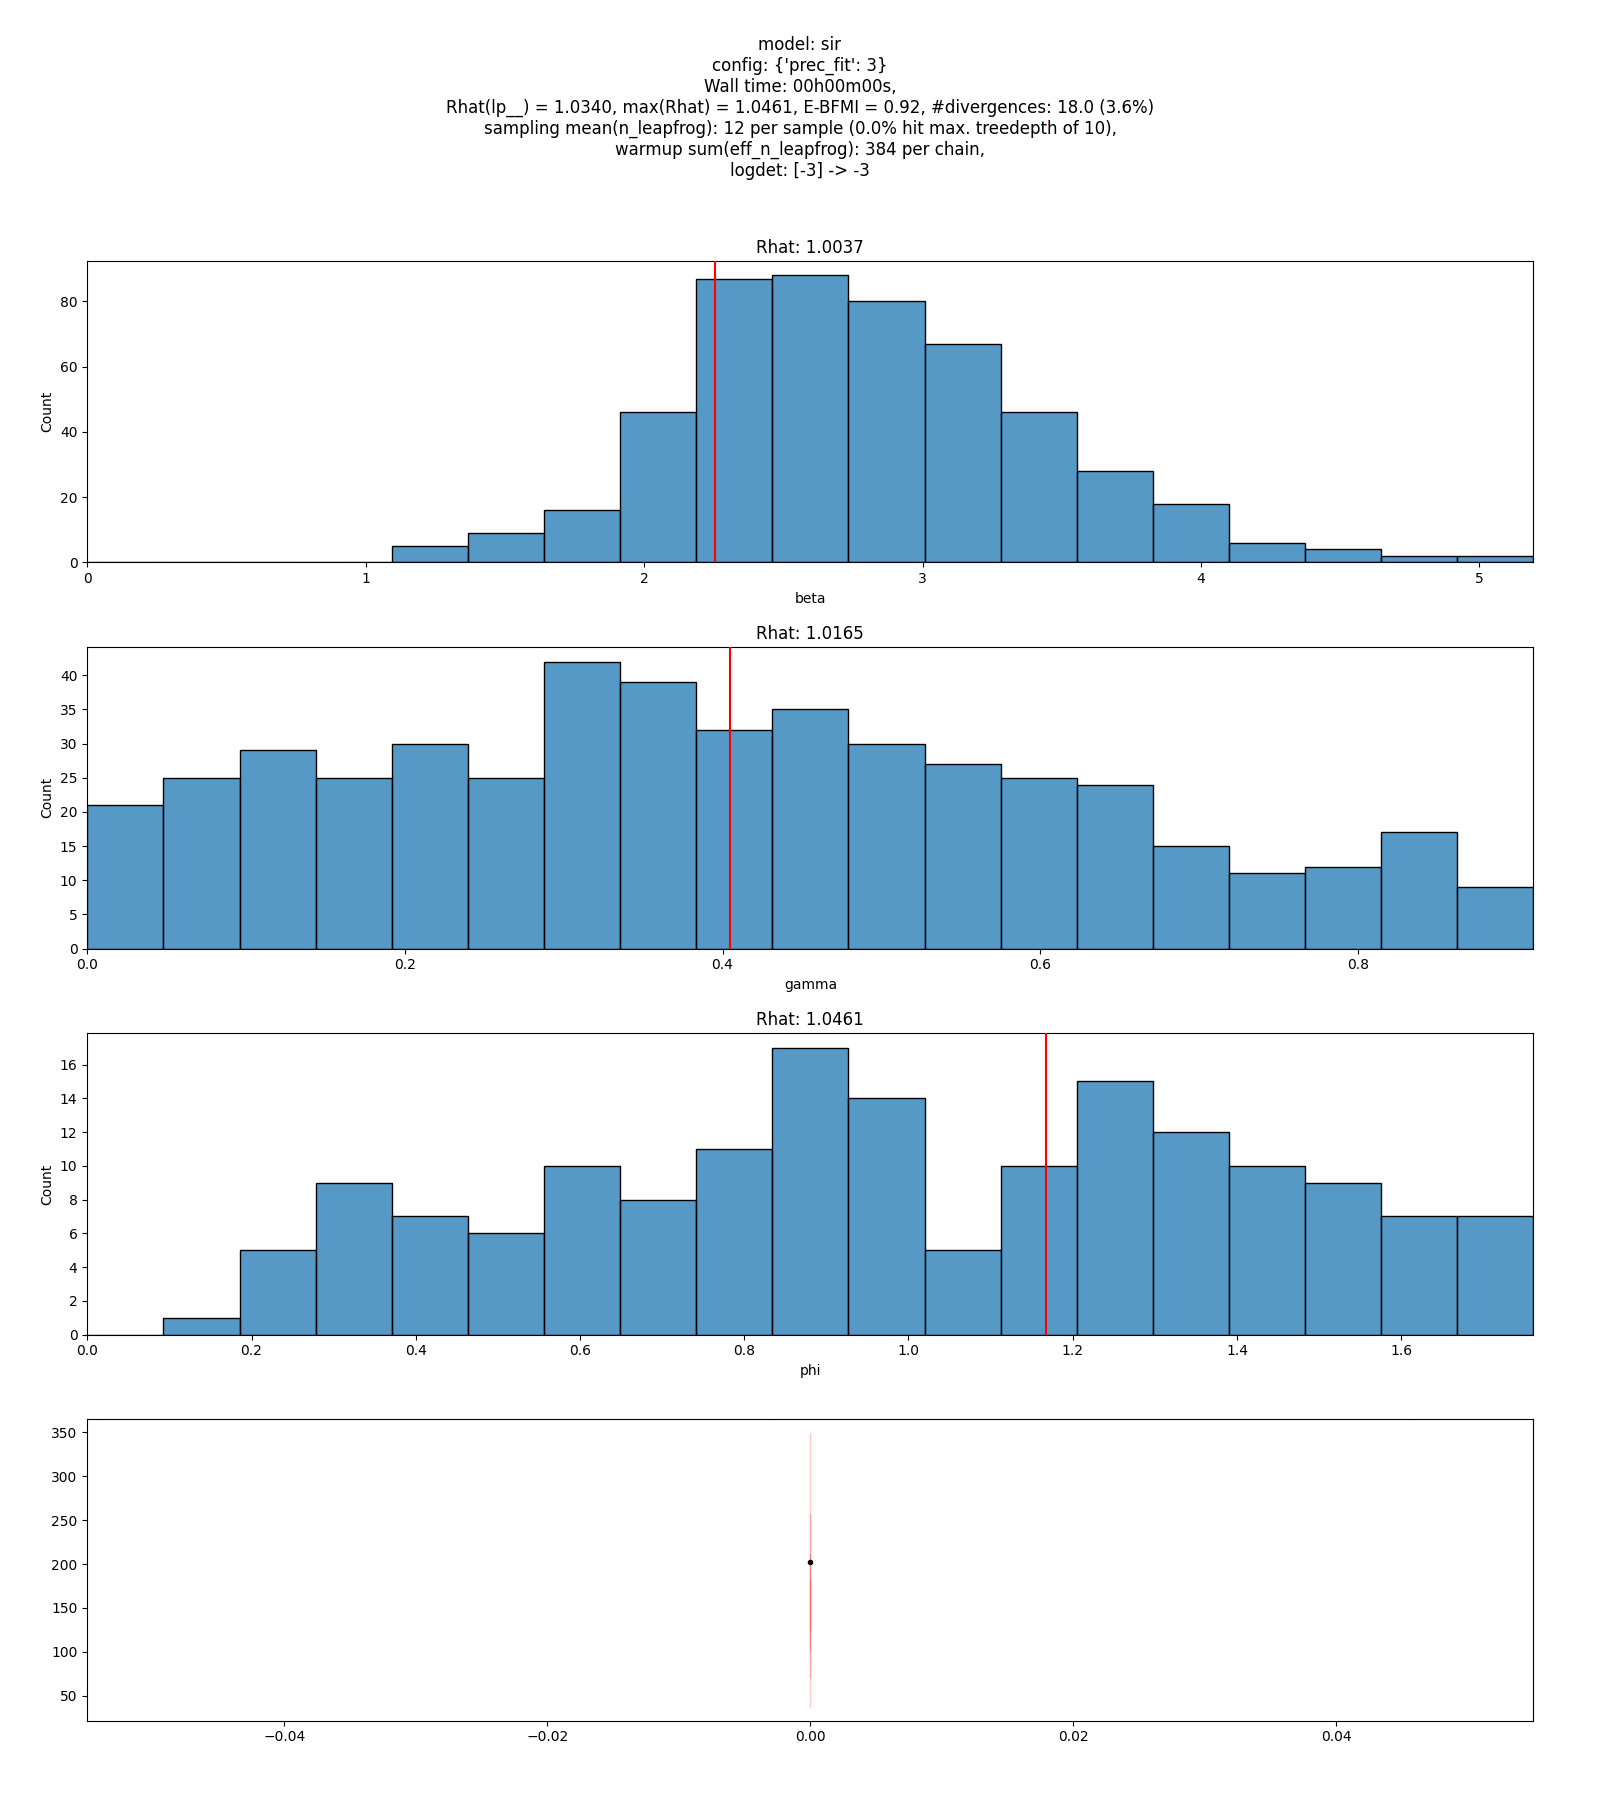 model: sir
config: {'prec_fit': 3}
Wall time: 00h00m00s,
Rhat(lp__) = 1.0340, max(Rhat) = 1.0461, E-BFMI = 0.92, #divergences: 18.0 (3.6%)
sampling mean(n_leapfrog): 12 per sample (0.0% hit max. treedepth of 10),
warmup sum(eff_n_leapfrog): 384 per chain,
logdet: [-3] -> -3
Rhat: 1.0037
80
60
40
20
0
Count
0 1 2 3 4 5
beta
Rhat: 1.0165
40
35
30
25
20
15
10
5
0
Count
0.0 0.2 0.4 0.6 0.8
gamma
Rhat: 1.0461
16
14
12
10
8
6
4
2
0
Count
0.0 0.2 0.4 0.6 0.8 1.0 1.2 1.4 1.6
phi
350
300
250
200
150
100
50
−0.04 −0.02 0.00 0.02 0.04